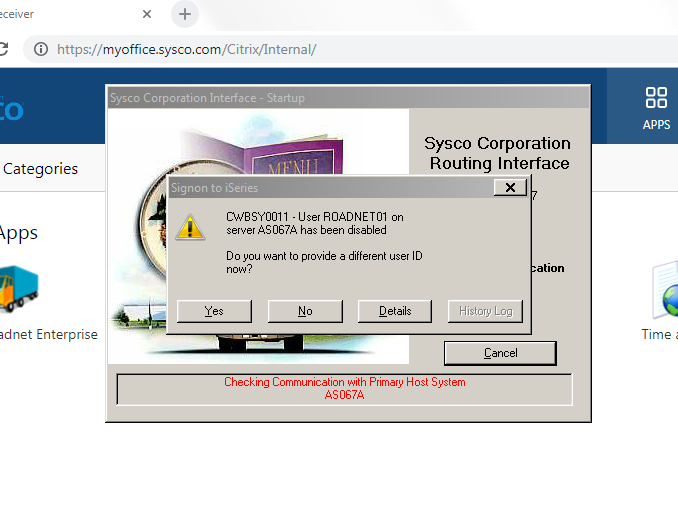 eceiver
https://myoffice.sysco.com/Citrix/Internal/
co
APPS
Categories
Apps
adnet Enterprise
Time a
Sysco Corporation Interface - Startup
MENU
Sysco Corporation
Routing Interface
7
ication
Signon to iSeries
CWBSY0011 - User ROADNET01 on
server AS067A has been disabled
Do you want to provide a different user ID
now?
Yes
No
Details
History Log
Cancel
Checking Communication with Primary Host System
AS067A